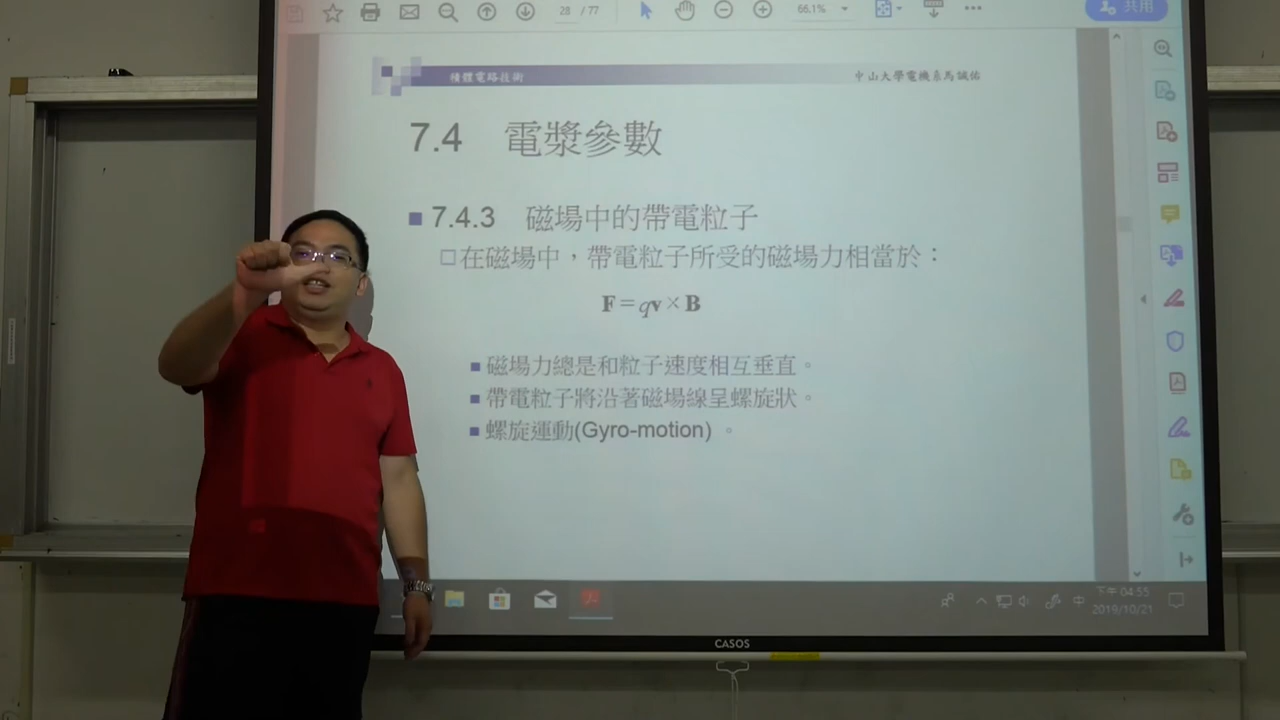 28 / 77
66.1%
共用
積體電路技術
中山大學電機系馬誠佑
7.4 電漿參數
■ 7.4.3 磁場中的帶電粒子
□在磁場中，帶電粒子所受的磁場力相當於：
F = qv × B
■ 磁場力總是和粒子速度相互垂直。
■ 帶電粒子將沿著磁場線呈螺旋狀。
■ 螺旋運動(Gyro-motion) 。
中
下午 04:55
2019/10/21
CASOS